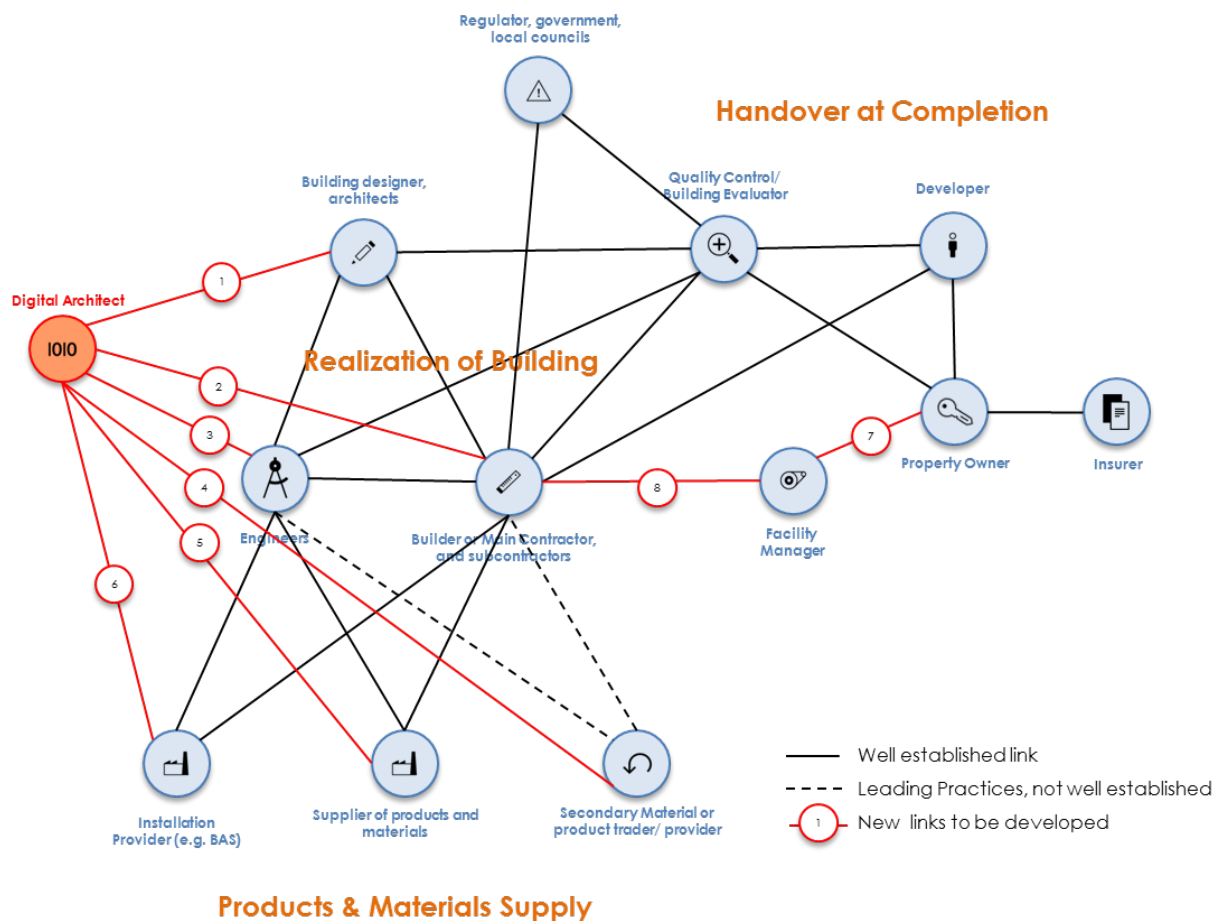 Regulator, government,
local councils
Handover at Completion
Building designer,
architects
Quality Control/
Building Evaluator
Developer
1
Digital Architect
1010
Realization of Building
2
3
7
4
Property Owner
Insurer
8
5
Engineers
Builder or Main Contractor,
and subcontractors
Facility
Manager
6
Well established link
Leading Practices, not well established
1
New links to be developed
Installation
Provider (e.g. BAS)
Supplier of products and
materials
Secondary Material or
product trader/ provider
Products & Materials Supply